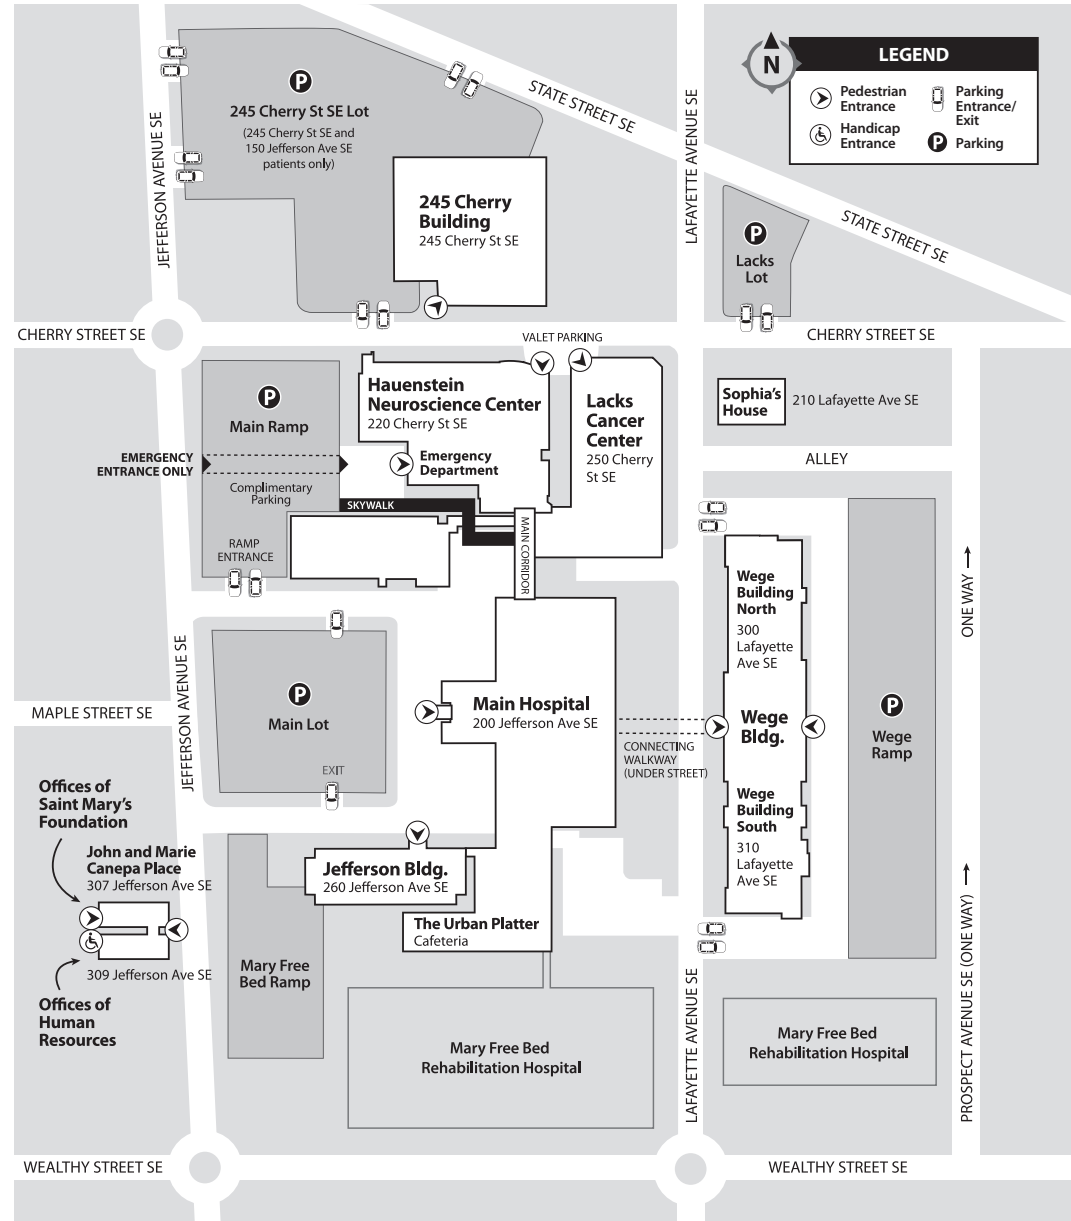 LEGEND
N
Pedestrian
Entrance
Handicap
Entrance
Parking
Entrance/
Exit
P
Parking
P
245 Cherry St SE Lot
(245 Cherry St SE and
150 Jefferson Ave SE
patients only)
STATE STREET SE
LAFAYETTE AVENUE SE
JEFFERSON AVENUE SE
245 Cherry
Building
245 Cherry St SE
P
Lacks
Lot
STATE STREET SE
CHERRY STREET SE
CHERRY STREET SE
VALET PARKING
Hauenstein
Neuroscience Center
220 Cherry St SE
P
Main Ramp
Lacks
Cancer
Center
250 Cherry
St SE
Sophia's
House
210 Lafayette Ave SE
EMERGENCY
ENTRANCE ONLY
Emergency
Department
ALLEY
Complimentary
Parking
SKYWALK
MAIN CORRIDOR
RAMP
ENTRANCE
Wege
Building
North
300
Lafayette
Ave SE
ONE WAY
JEFFERSON AVENUE SE
MAPLE STREET SE
P
Main Lot
EXIT
Main Hospital
200 Jefferson Ave SE
CONNECTING
WALKWAY
(UNDER STREET)
Wege
Bldg.
P
Wege
Ramp
Wege
Building
South
310
Lafayette
Ave SE
Offices of
Saint Mary's
Foundation
John and Marie
Canepa Place
307 Jefferson Ave SE
309 Jefferson Ave SE
Offices of
Human
Resources
Jefferson Bldg.
260 Jefferson Ave SE
The Urban Platter
Cafeteria
Mary Free
Bed Ramp
Mary Free Bed
Rehabilitation Hospital
LAFAYETTE AVENUE SE
Mary Free Bed
Rehabilitation Hospital
PROSPECT AVENUE SE (ONE WAY)
WEALTHY STREET SE
WEALTHY STREET SE